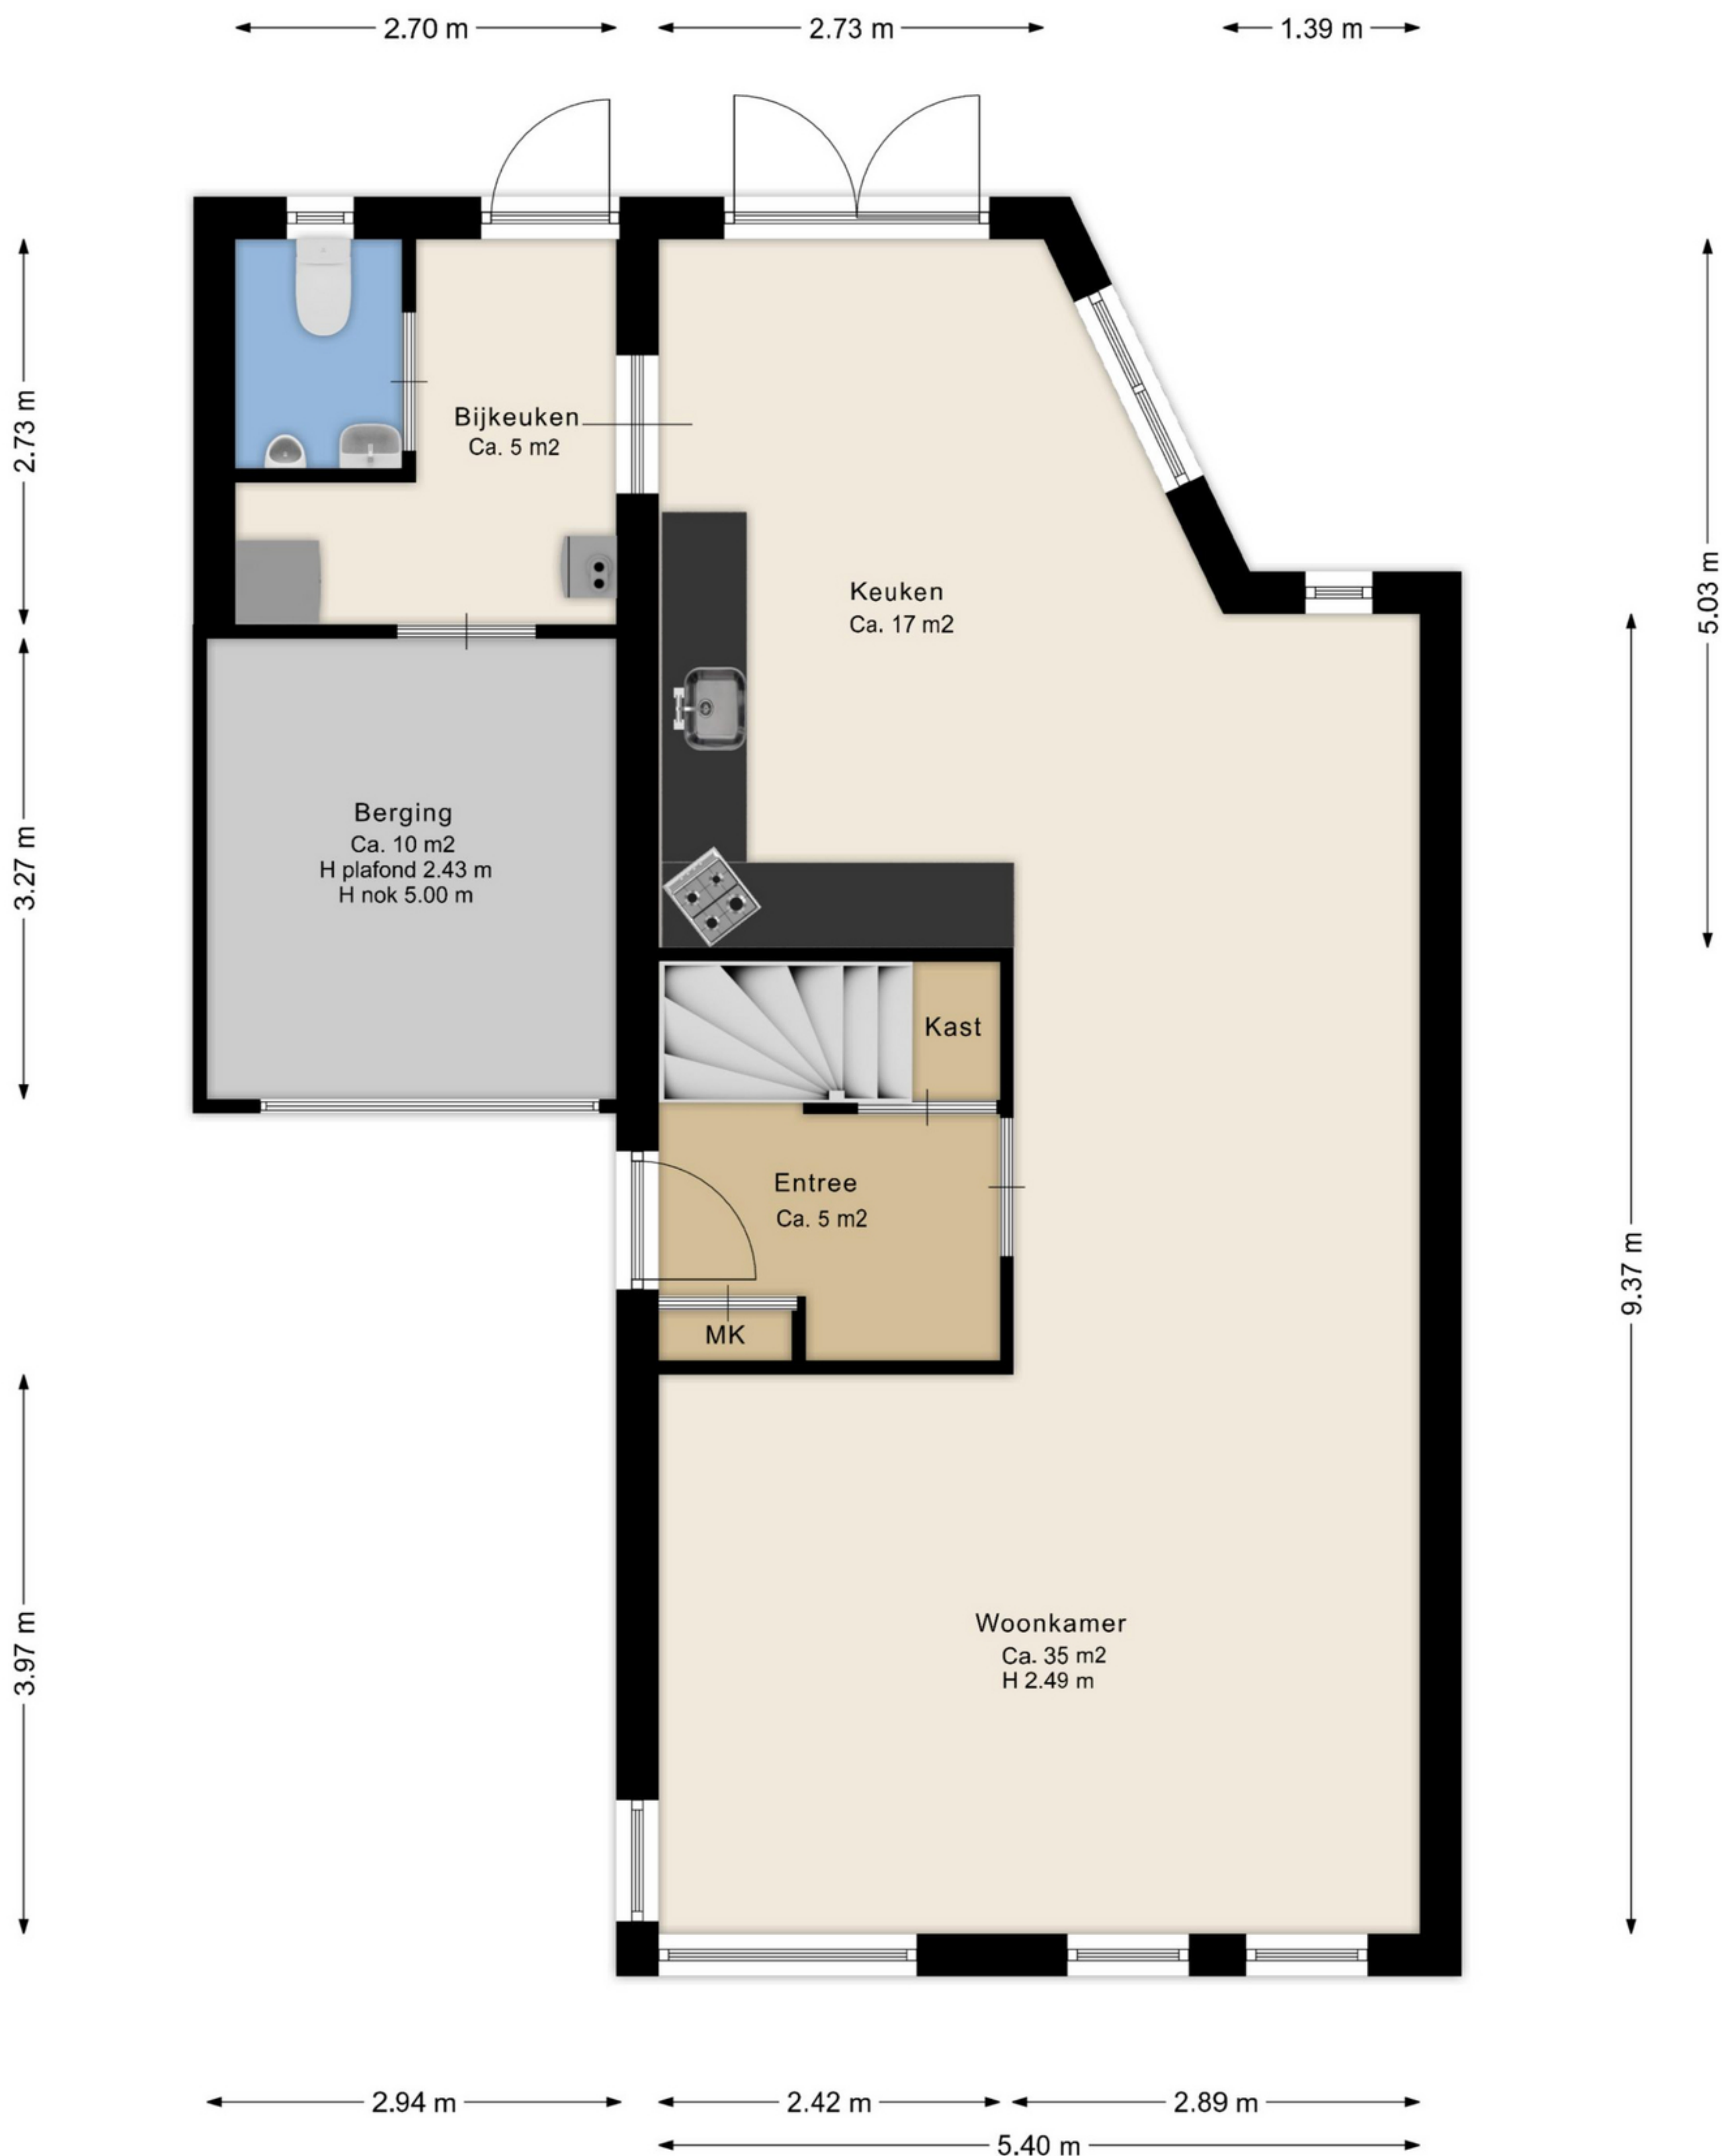 2.70 m
2.73 m
1.39 m
2.73 m
Bijkeuken
Ca. 5 m2
Keuken
Ca. 17 m2
5.03 m
Berging
Ca. 10 m2
H plafond 2.43 m
H nok 5.00 m
3.27 m
Kast
Entree
Ca. 5 m2
MK
9.37 m
Woonkamer
Ca. 35 m2
H 2.49 m
3.97 m
2.94 m
2.42 m
2.89 m
5.40 m